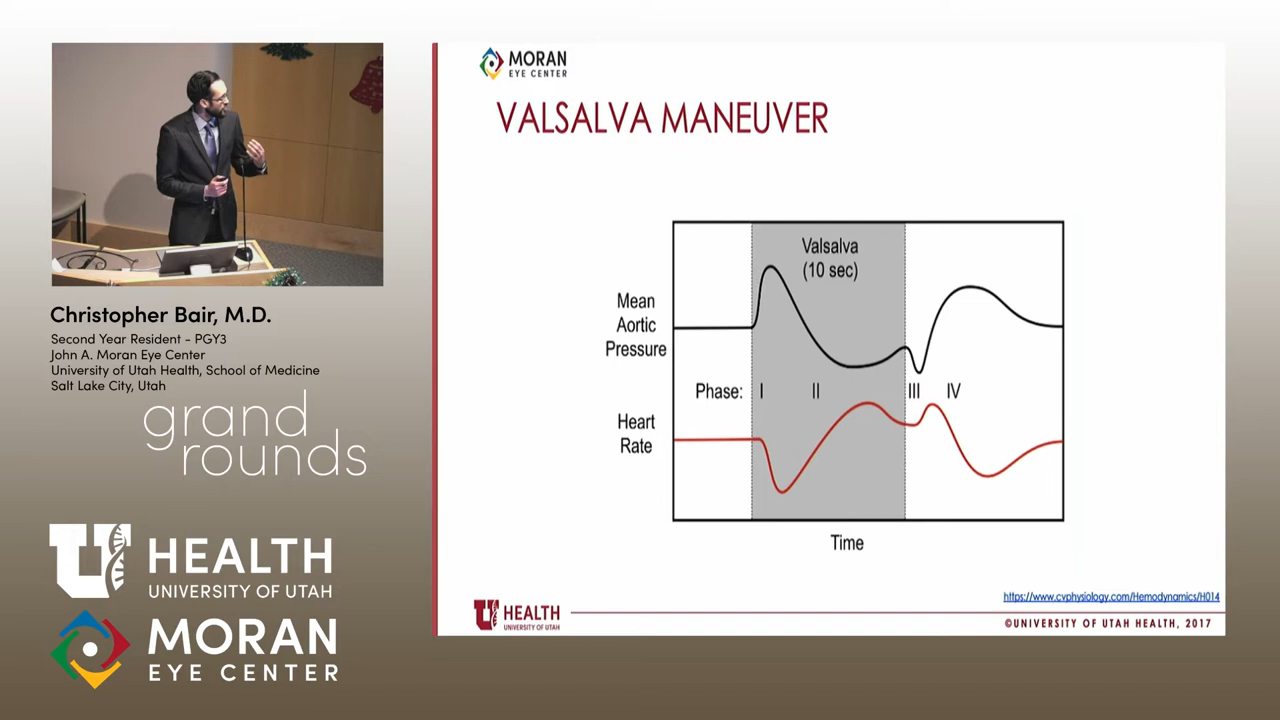 Christopher Bair, M.D.
Second Year Resident - PGY3
John A. Moran Eye Center
University of Utah Health, School of Medicine
Salt Lake City, Utah
grand
rounds
U
HEALTH
UNIVERSITY OF UTAH
MORAN
EYE CENTER
MORAN
EYE CENTER
VALSALVA MANEUVER
Valsalva
(10 sec)
Mean
Aortic
Pressure
Phase: I II III IV
Heart
Rate
Time
https://www.cvphysiology.com/Hemodynamics/H014
U HEALTH
UNIVERSITY OF UTAH
©UNIVERSITY OF UTAH HEALTH, 2017